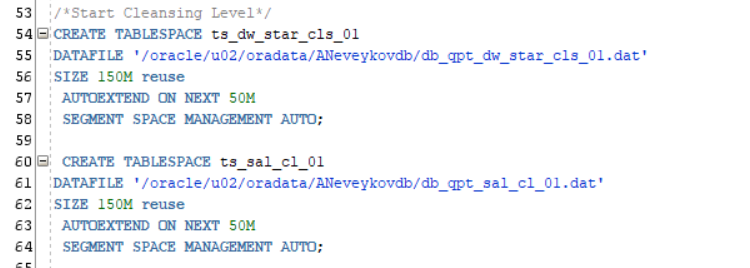 53 /*Start Cleansing Level*/
54 CREATE TABLESPACE ts_dw_star_cls_01
55 DATAFILE '/oracle/u02/oradata/ANeveykovdb/db_qpt_dw_star_cls_01.dat'
56 SIZE 150M reuse
57 AUTOEXTEND ON NEXT 50M
58 SEGMENT SPACE MANAGEMENT AUTO;
59
60 CREATE TABLESPACE ts_sal_cl_01
61 DATAFILE '/oracle/u02/oradata/ANeveykovdb/db_qpt_sal_cl_01.dat'
62 SIZE 150M reuse
63 AUTOEXTEND ON NEXT 50M
64 SEGMENT SPACE MANAGEMENT AUTO;
65